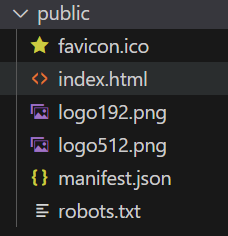 public
favicon.ico
index.html
logo192.png
logo512.png
manifest.json
robots.txt